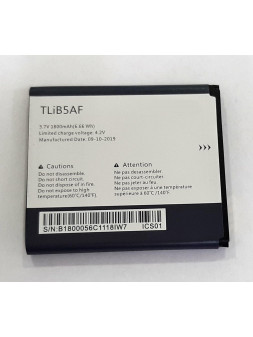 TLiB5AF
3.7V 1800mAh(6.66 Wh)
Limited charge voltage: 4.2V
Manufactured Date: 09-10-2019
Cautions
Do not disassemble.
Do not short-circuit.
Do not dispose of in fire.
Do not expose to high
temperature (60℃/140℉).
Attention
Ne pas désassembler.
Ne pas court-circuiter.
Ne pas jeter au feu.
Ne pas exposer à une température
supérieure à (60℃/140℉).
S/N:B1800056C1118IW7
ICS01